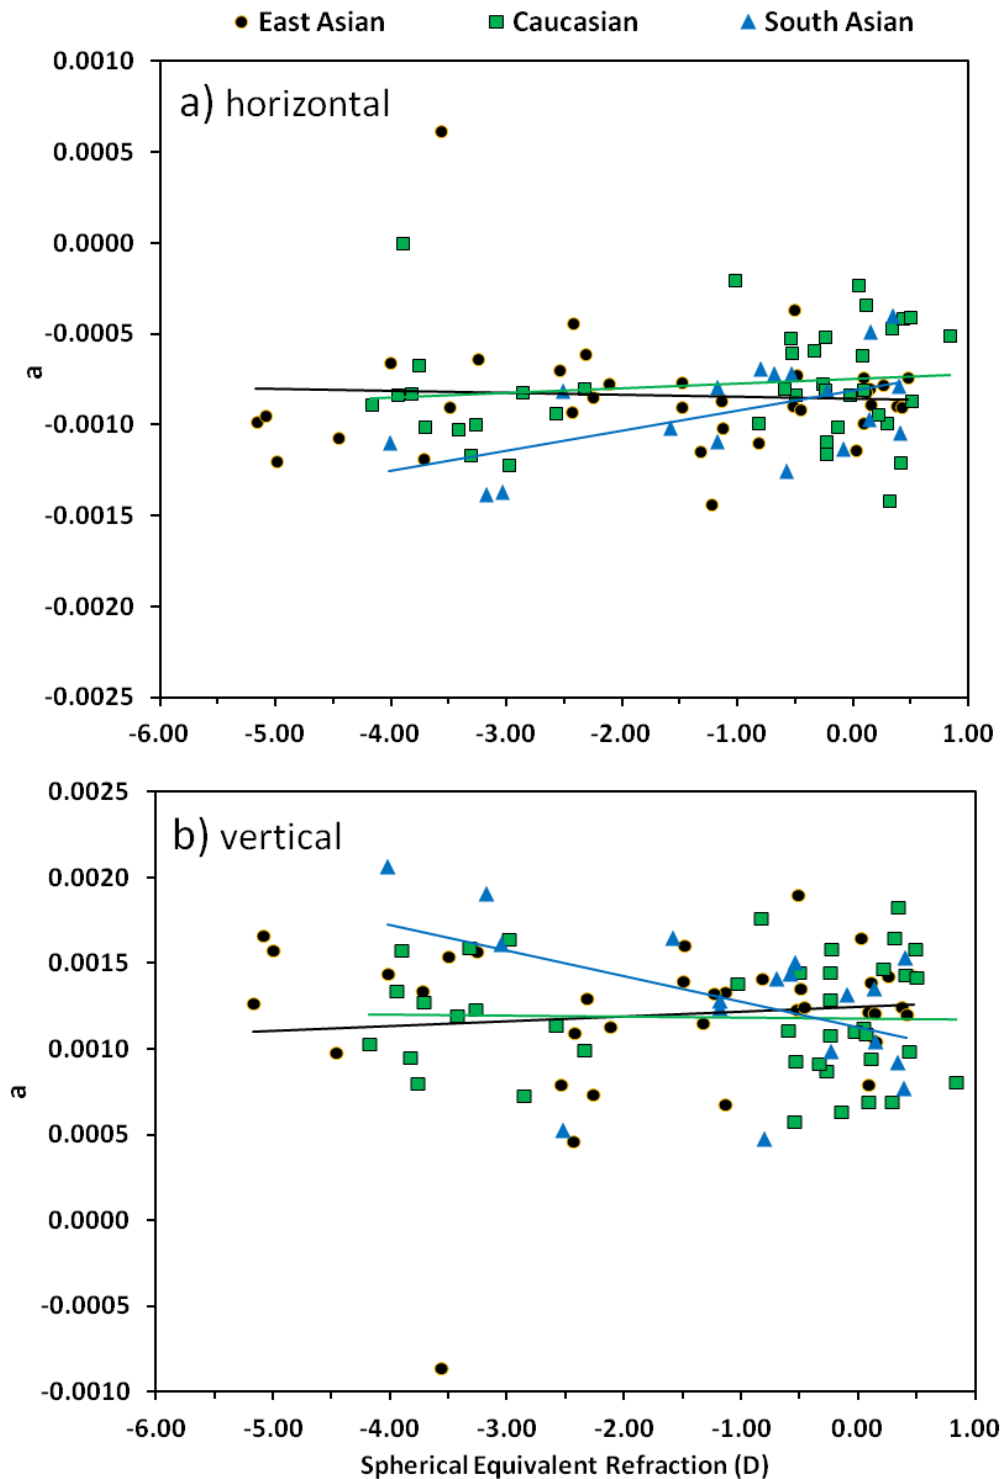 East Asian Caucasian South Asian
0.0010
a) horizontal
0.0005
0.0000
-0.0005
a
-0.0010
-0.0015
-0.0020
-0.0025
-6.00 -5.00 -4.00 -3.00 -2.00 -1.00 0.00 1.00
0.0025
b) vertical
0.0020
0.0015
0.0010
a
0.0005
0.0000
-0.0005
-0.0010
-6.00 -5.00 -4.00 -3.00 -2.00 -1.00 0.00 1.00
Spherical Equivalent Refraction (D)